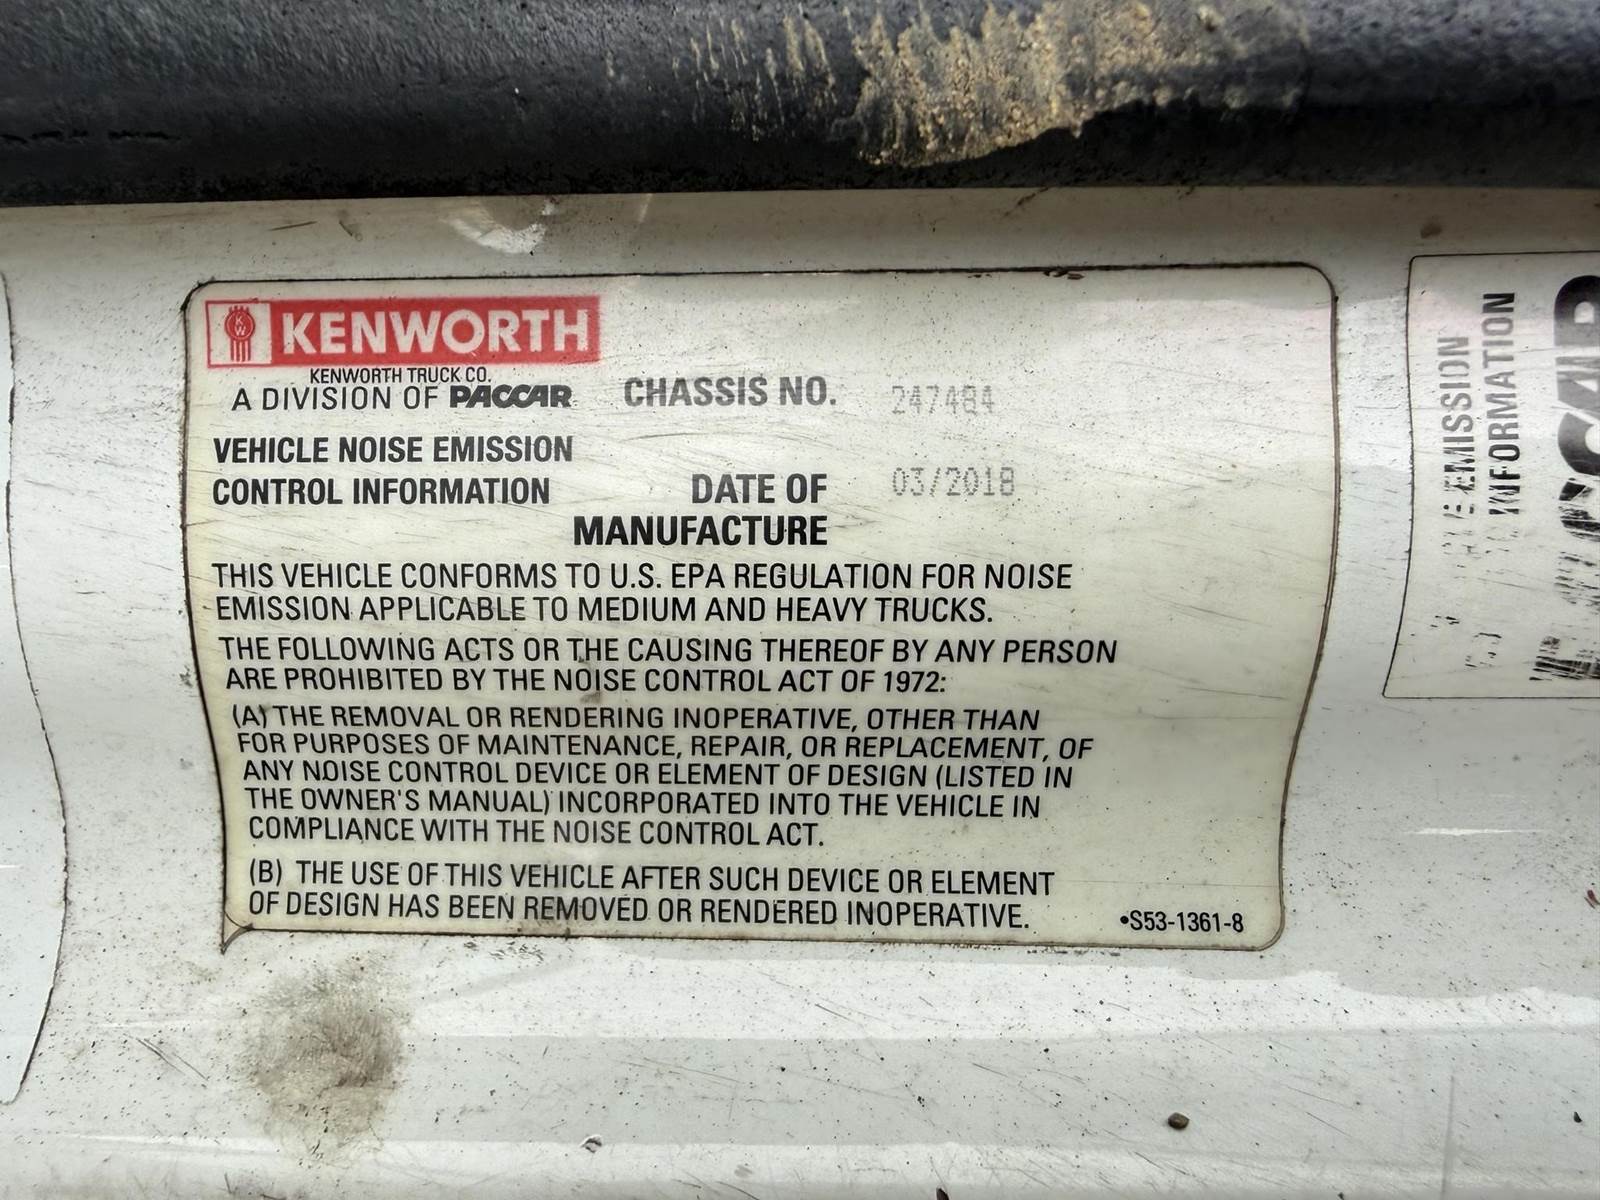 KENWORTH
KENWORTH TRUCK CO.
A DIVISION OF PACCAR
CHASSIS NO. 247484
VEHICLE NOISE EMISSION
CONTROL INFORMATION
DATE OF 03/2018
MANUFACTURE
THIS VEHICLE CONFORMS TO U.S. EPA REGULATION FOR NOISE
EMISSION APPLICABLE TO MEDIUM AND HEAVY TRUCKS.
THE FOLLOWING ACTS OR THE CAUSING THEREOF BY ANY PERSON
ARE PROHIBITED BY THE NOISE CONTROL ACT OF 1972:
(A) THE REMOVAL OR RENDERING INOPERATIVE, OTHER THAN
FOR PURPOSES OF MAINTENANCE, REPAIR, OR REPLACEMENT, OF
ANY NOISE CONTROL DEVICE OR ELEMENT OF DESIGN (LISTED IN
THE OWNER'S MANUAL) INCORPORATED INTO THE VEHICLE IN
COMPLIANCE WITH THE NOISE CONTROL ACT.
(B) THE USE OF THIS VEHICLE AFTER SUCH DEVICE OR ELEMENT
OF DESIGN HAS BEEN REMOVED OR RENDERED INOPERATIVE.
•S53-1361-8
EMISSION
INFORMATION